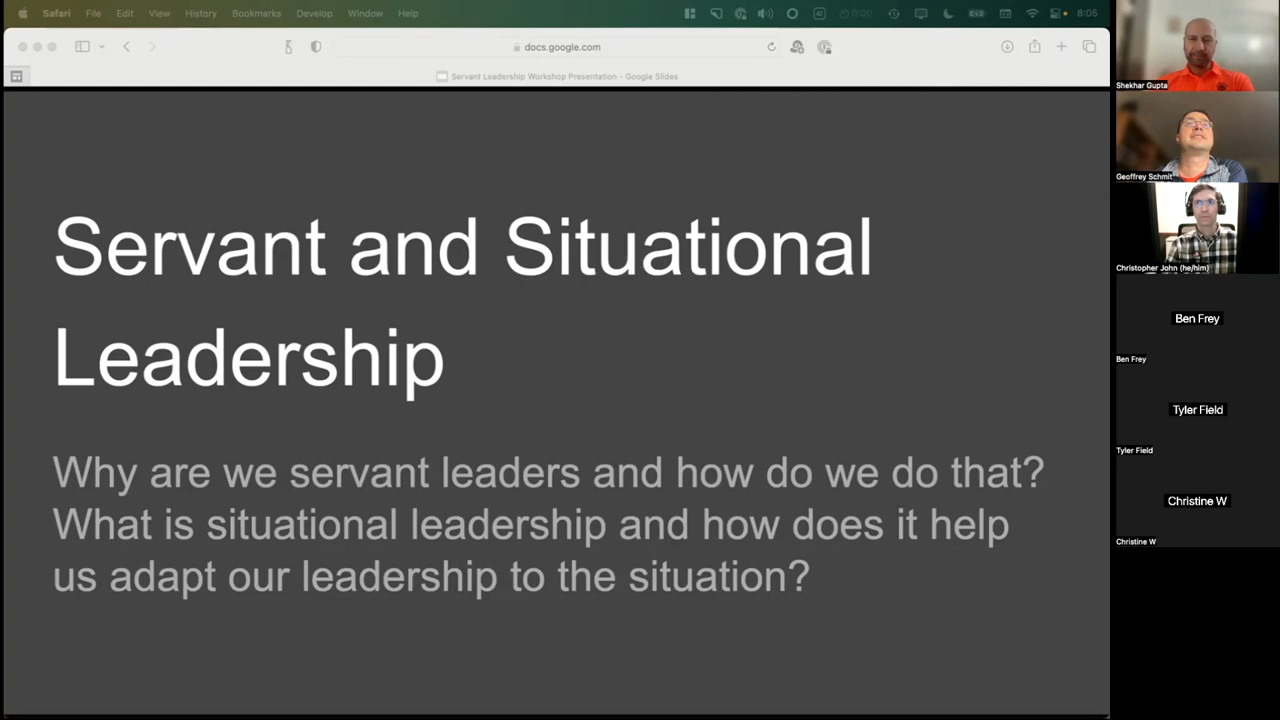 Safari File Edit View History Bookmarks Develop Window Help 8:05
docs.google.com
Servant Leadership Workshop Presentation - Google Slides
Servant and Situational
Leadership
Why are we servant leaders and how do we do that?
What is situational leadership and how does it help
us adapt our leadership to the situation?
Shekhar Gupta
Geoffrey Schmit
Christopher John (he/him)
Ben Frey
Ben Frey
Tyler Field
Tyler Field
Christine W
Christine W